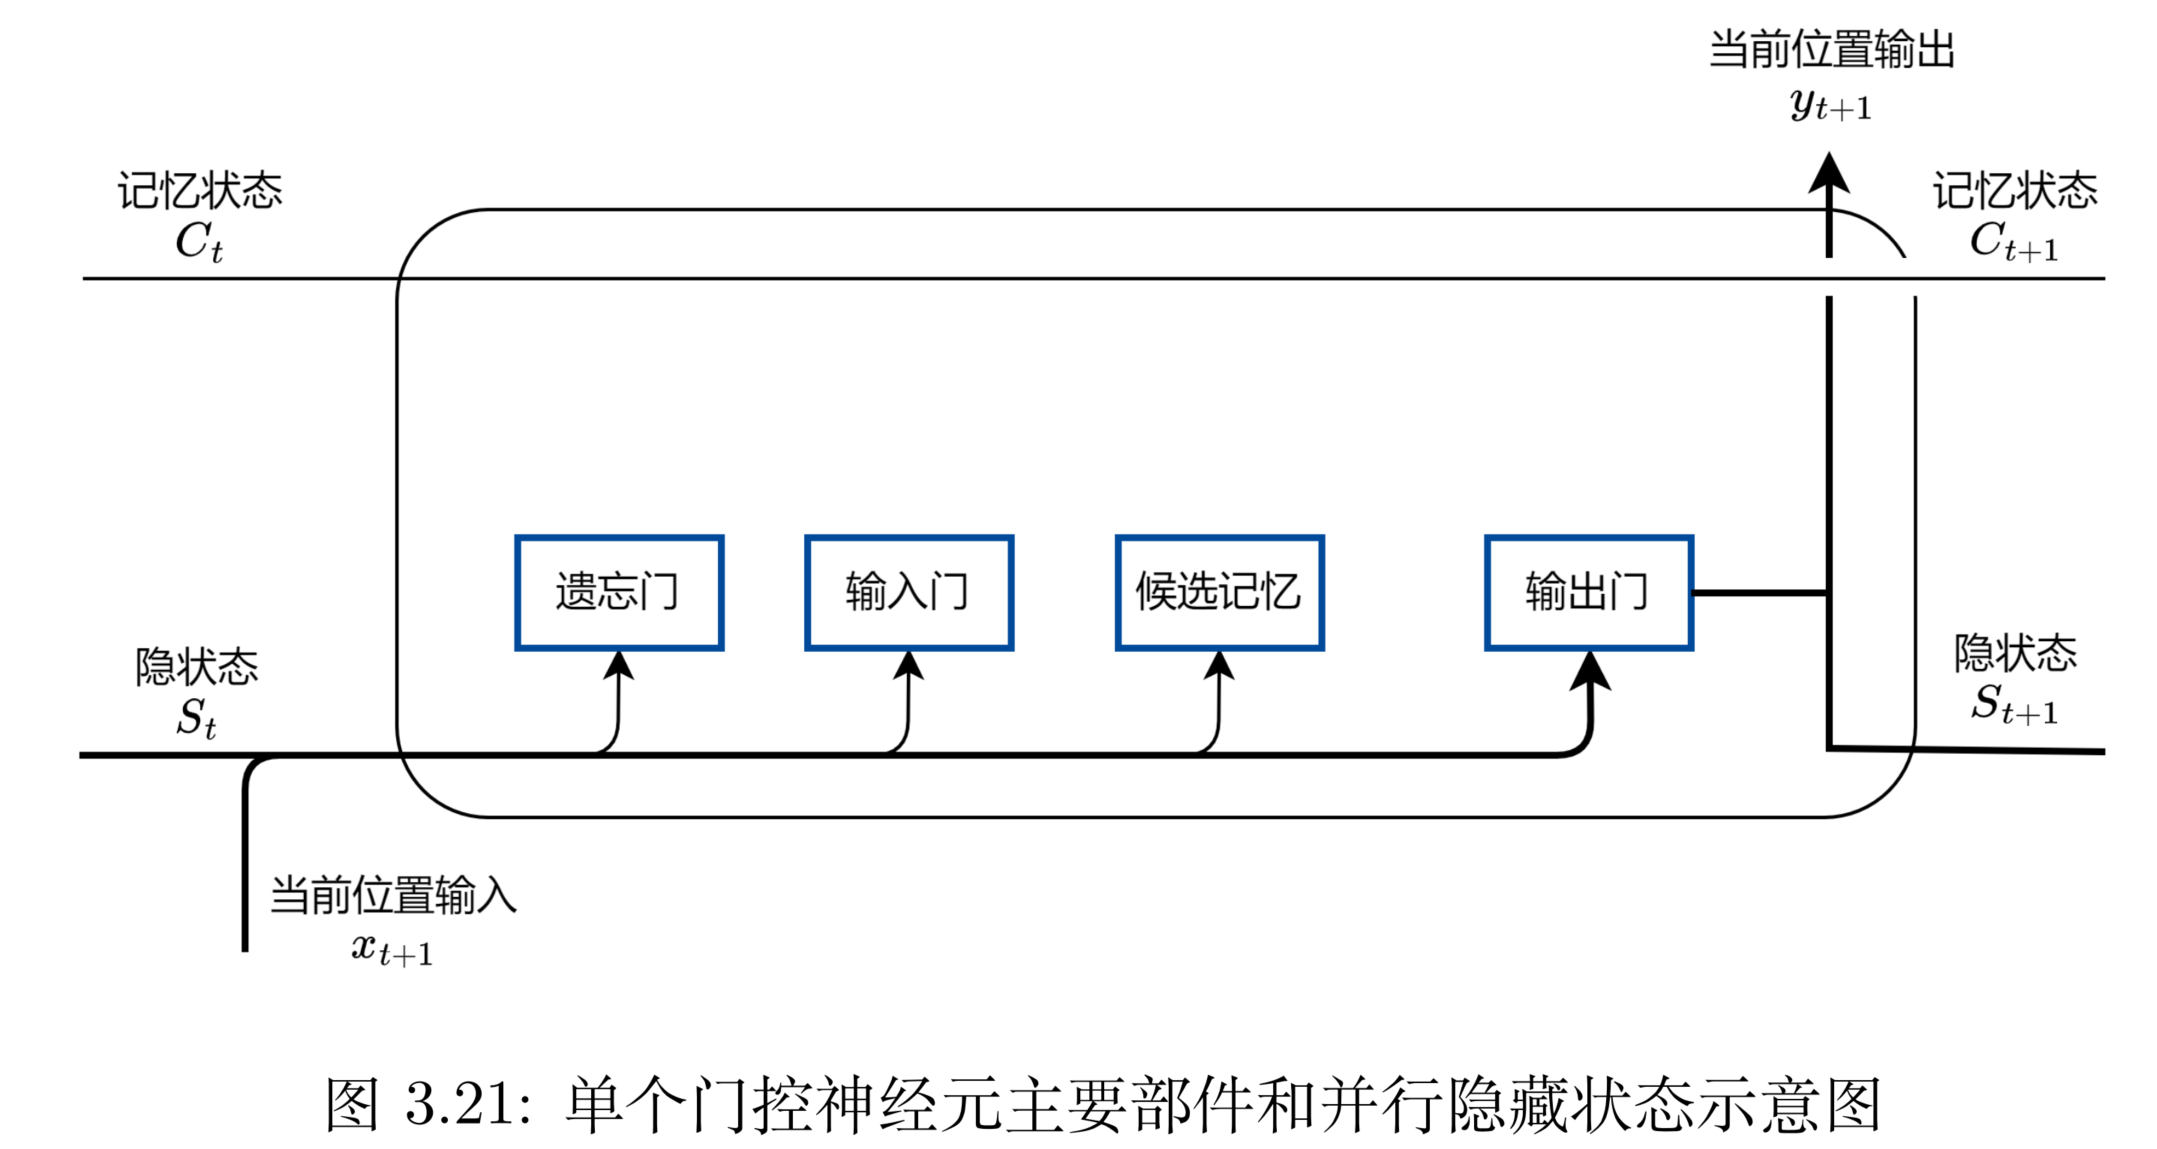 当前位置输出
y_{t+1}
记忆状态
C_t
记忆状态
C_{t+1}
遗忘门
输入门
候选记忆
输出门
隐状态
S_t
隐状态
S_{t+1}
当前位置输入
x_{t+1}
图 3.21: 单个门控神经元主要部件和并行隐藏状态示意图